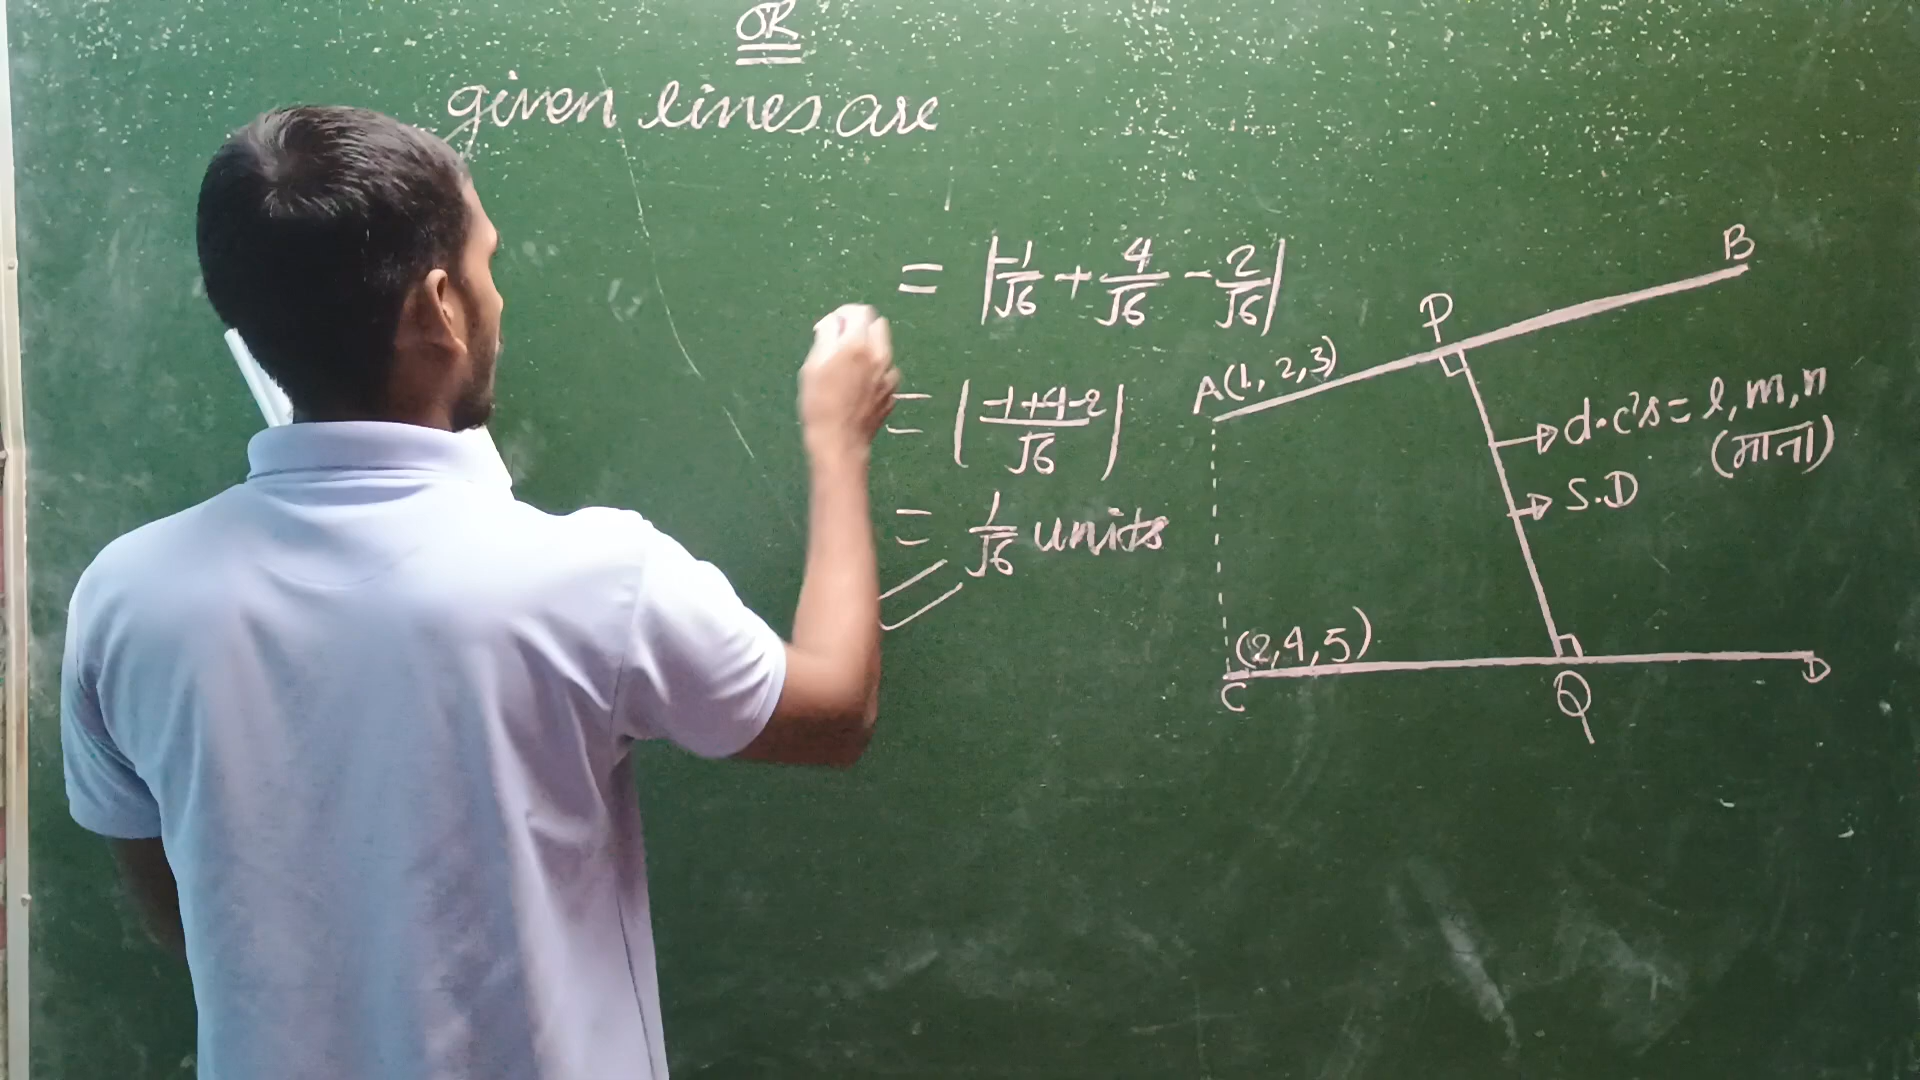 OR
given lines are
= |-1/√6 + 4/√6 - 2/√6|
= |(-1+4-2)/√6|
= 1/√6 units
B
P
A(1, 2, 3)
d.c's = l, m, n
(माना)
S.D
(2, 4, 5)
C
Q
D